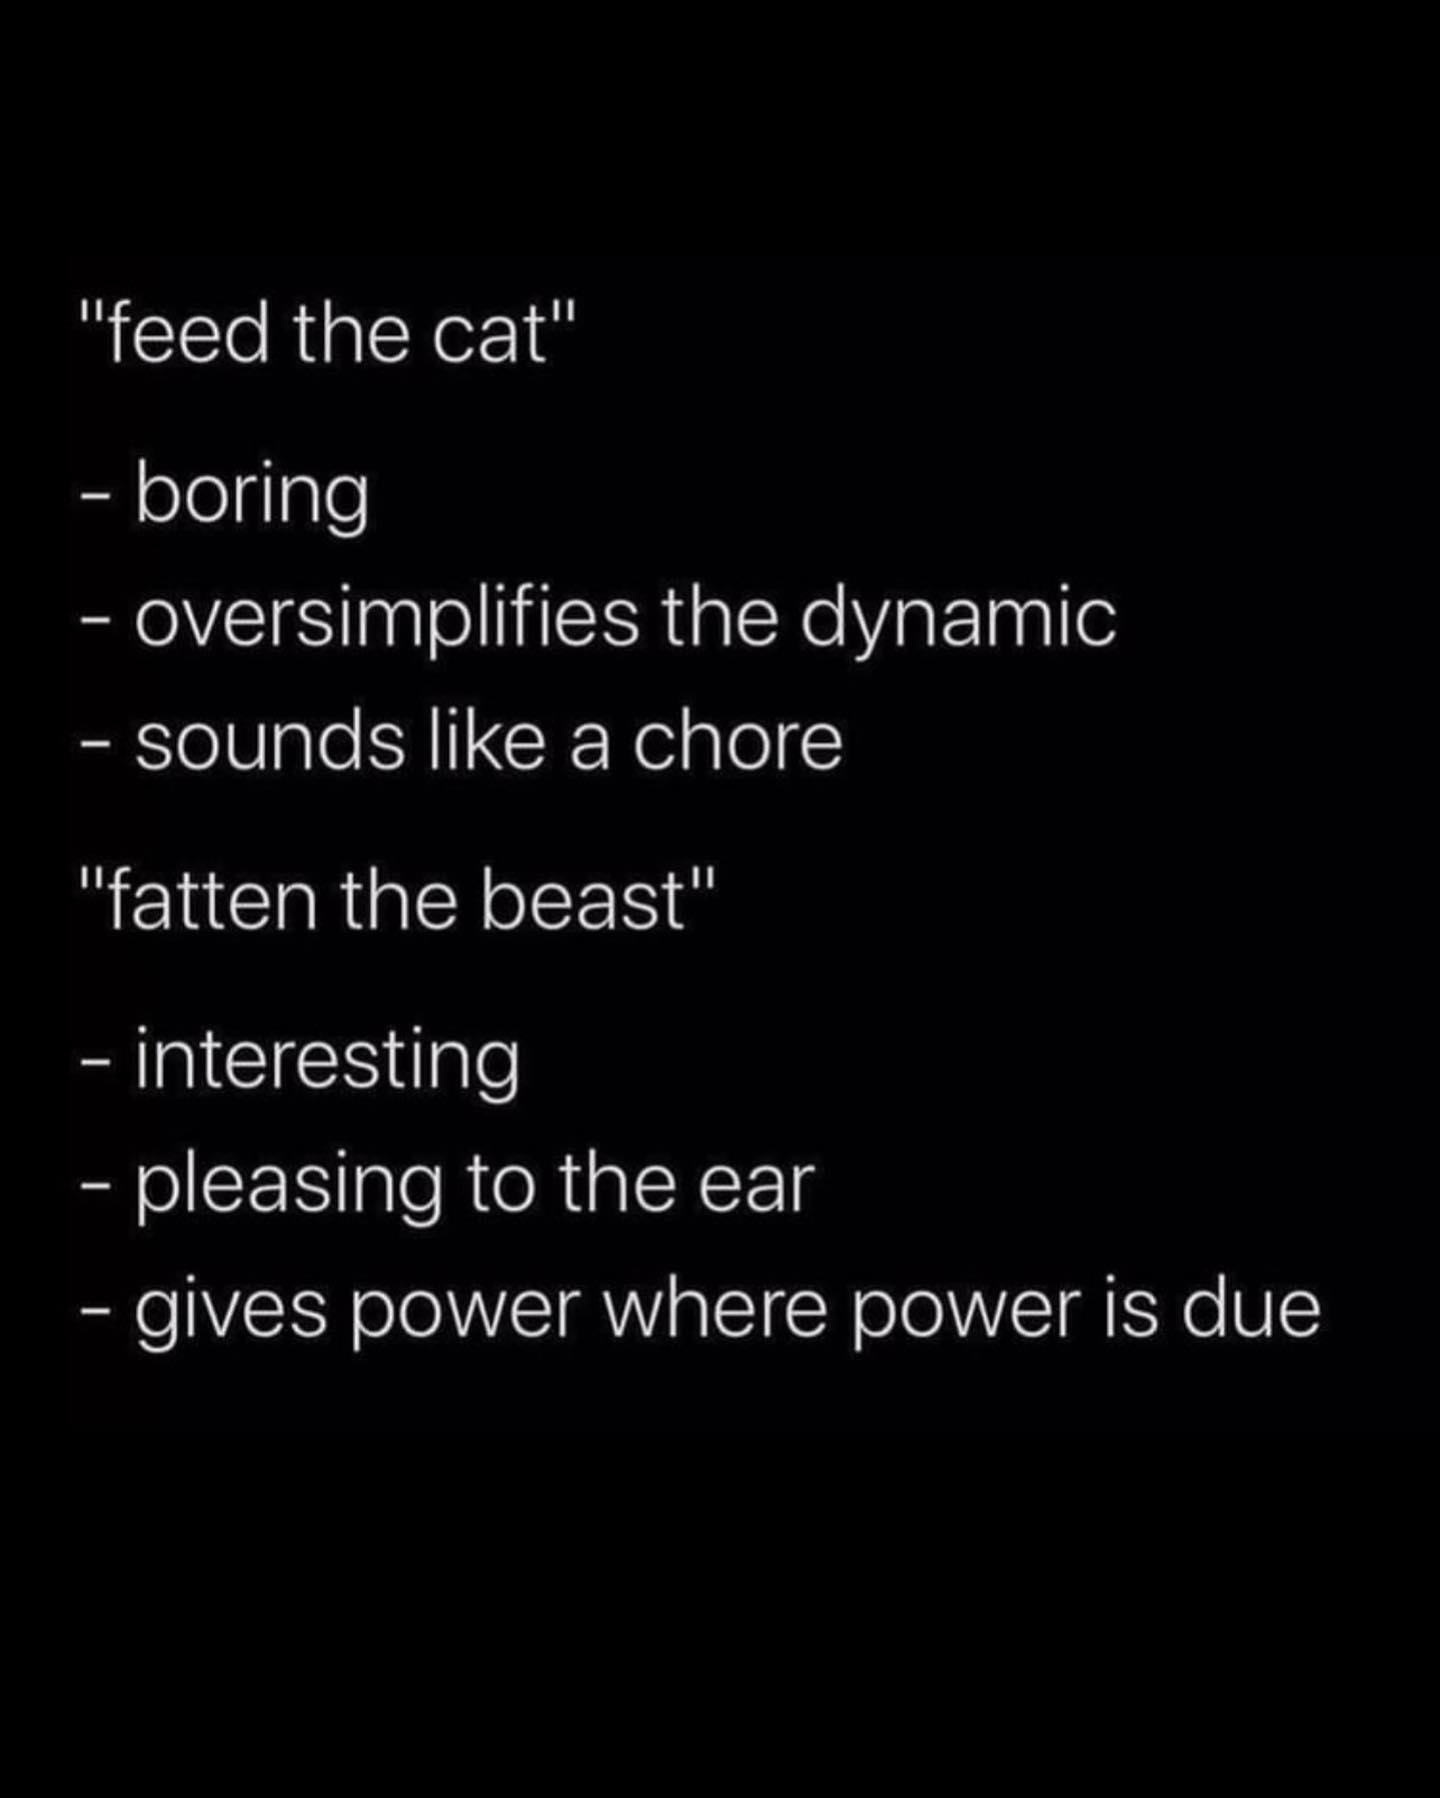 "feed the cat"
- boring
- oversimplifies the dynamic
- sounds like a chore
"fatten the beast"
- interesting
- pleasing to the ear
- gives power where power is due